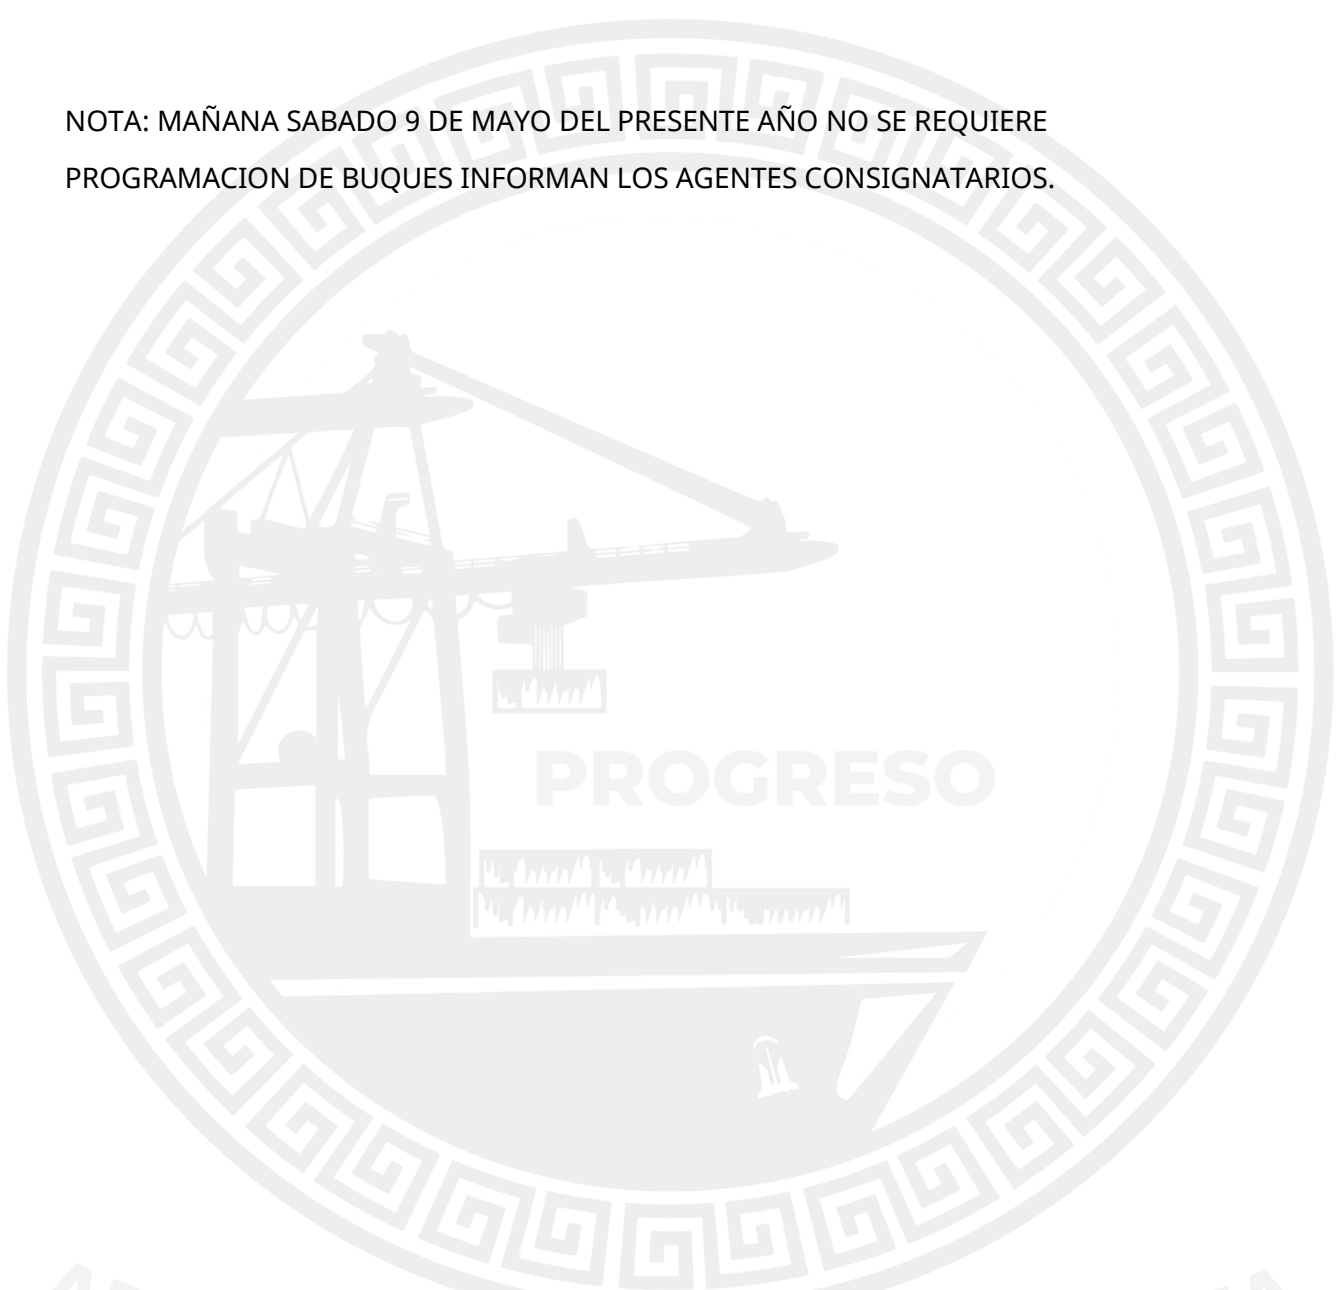 NOTA: MAÑANA SABADO 9 DE MAYO DEL PRESENTE AÑO NO SE REQUIERE
PROGRAMACION DE BUQUES INFORMAN LOS AGENTES CONSIGNATARIOS.
PROGRESO